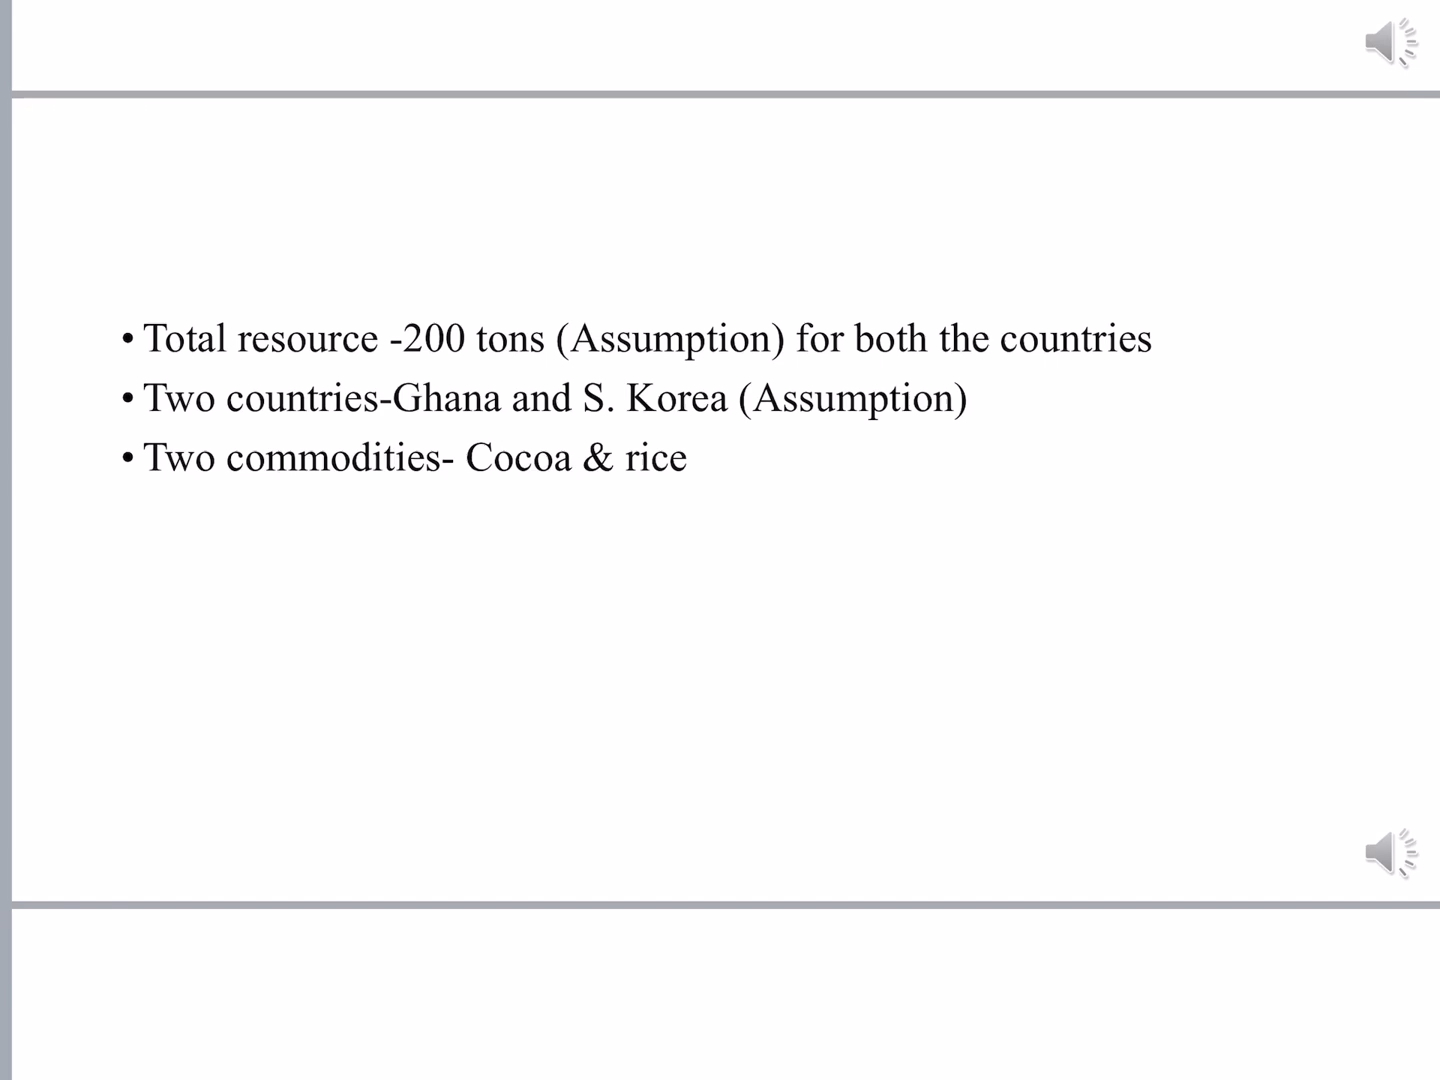 • Total resource -200 tons (Assumption) for both the countries
• Two countries-Ghana and S. Korea (Assumption)
• Two commodities- Cocoa & rice